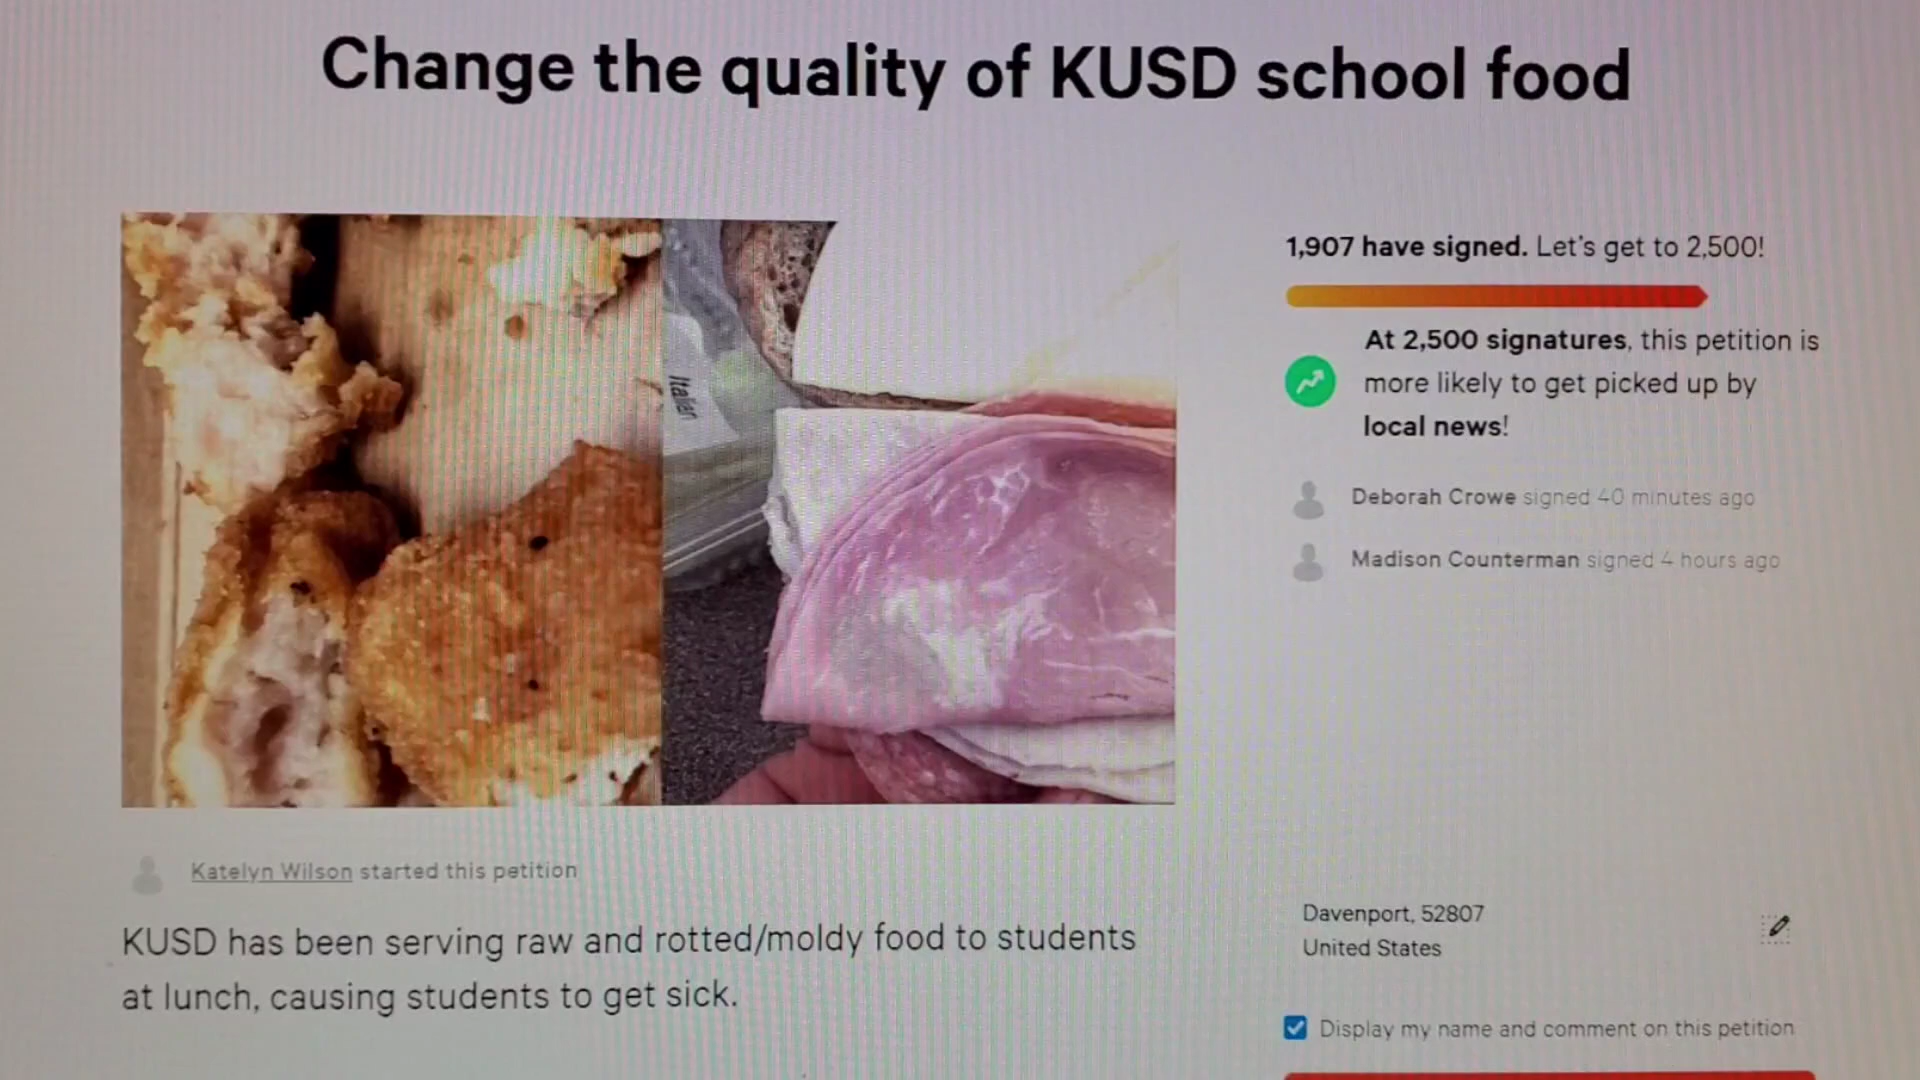 Change the quality of KUSD school food
Italian
1,907 have signed. Let's get to 2,500!
At 2,500 signatures, this petition is
more likely to get picked up by
local news!
Deborah Crowe signed 40 minutes ago
Madison Counterman signed 4 hours ago
Katelyn Wilson started this petition
KUSD has been serving raw and rotted/moldy food to students
at lunch, causing students to get sick.
Davenport, 52807
United States
Display my name and comment on this petition